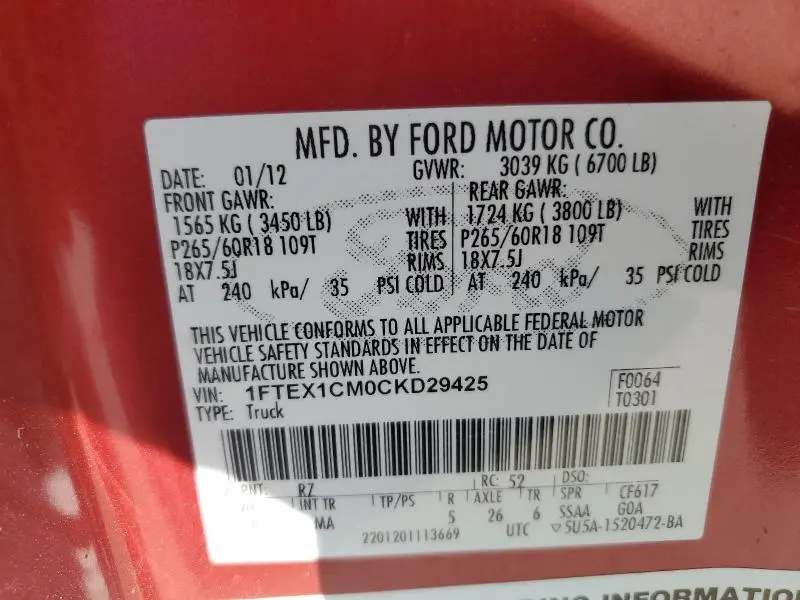 MFD. BY FORD MOTOR CO.
DATE: 01/12 GVWR: 3039 KG ( 6700 LB)
FRONT GAWR: REAR GAWR:
1565 KG ( 3450 LB) WITH 1724 KG ( 3800 LB) WITH
P265/60R18 109T TIRES P265/60R18 109T TIRES
18X7.5J RIMS 18X7.5J RIMS
AT 240 kPa/ 35 PSI COLD AT 240 kPa/ 35 PSI COLD
THIS VEHICLE CONFORMS TO ALL APPLICABLE FEDERAL MOTOR
VEHICLE SAFETY STANDARDS IN EFFECT ON THE DATE OF
MANUFACTURE SHOWN ABOVE.
VIN: 1FTEX1CM0CKD29425 F0064
TYPE: Truck T0301
PNT: RZ RC: 52 DSO:
INT TR TP/PS R AXLE TR SPR CF617
MA 5 26 6 SSAA GOA
2201201113669 UTC ▽5U5A-1520472-BA
INFORMATION